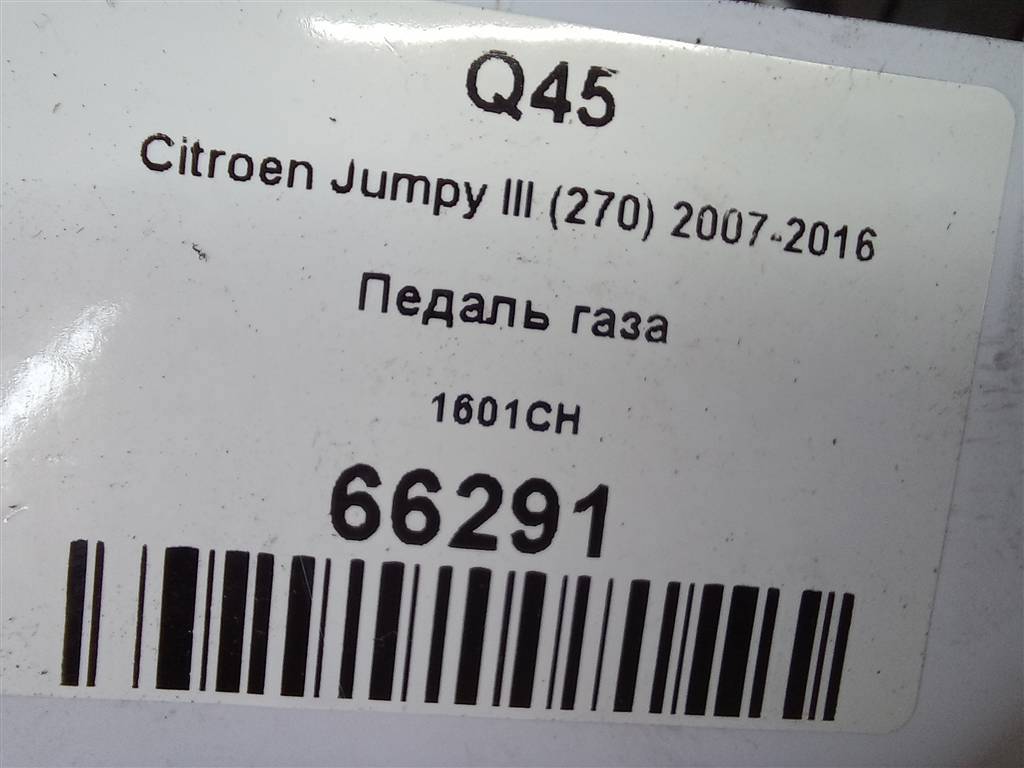 Q45
Citroen Jumpy III (270) 2007-2016
Педаль газа
1601CH
66291